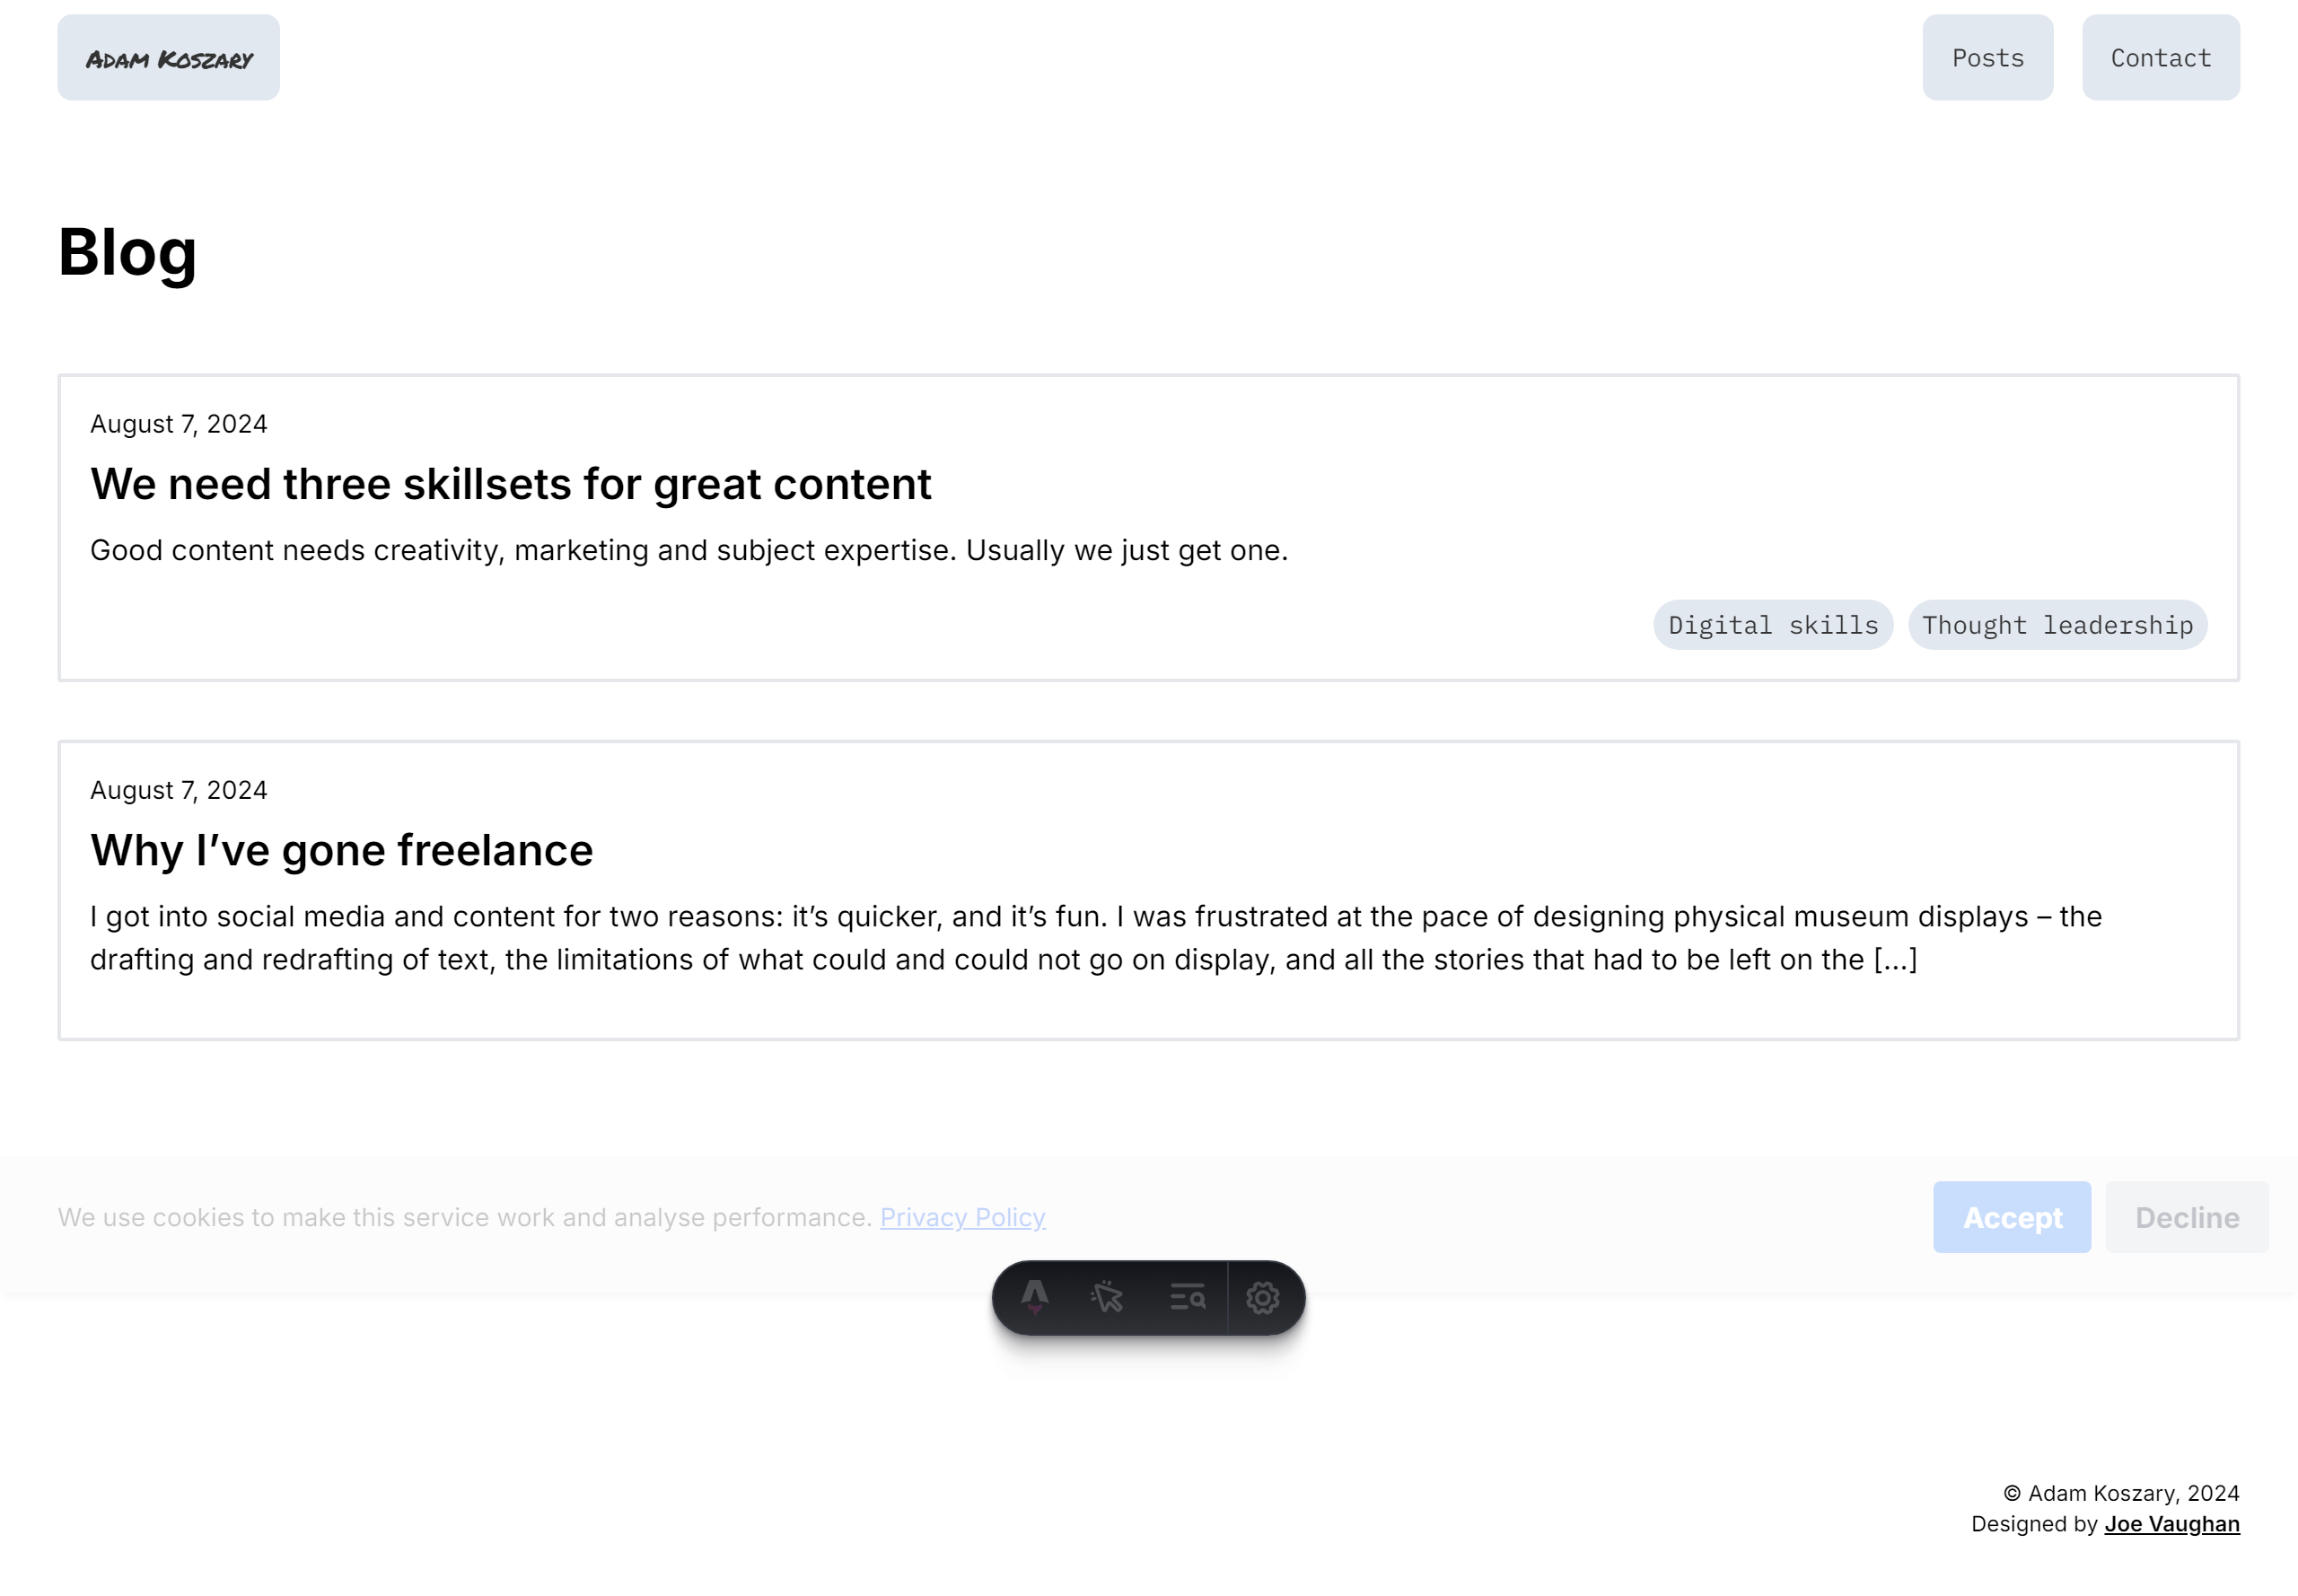 Adam Koszary
Posts
Contact
Blog
August 7, 2024
We need three skillsets for great content
Good content needs creativity, marketing and subject expertise. Usually we just get one.
Digital skills
Thought leadership
August 7, 2024
Why I’ve gone freelance
I got into social media and content for two reasons: it’s quicker, and it’s fun. I was frustrated at the pace of designing physical museum displays – the
drafting and redrafting of text, the limitations of what could and could not go on display, and all the stories that had to be left on the […]
We use cookies to make this service work and analyse performance. Privacy Policy
Accept
Decline
© Adam Koszary, 2024
Designed by Joe Vaughan